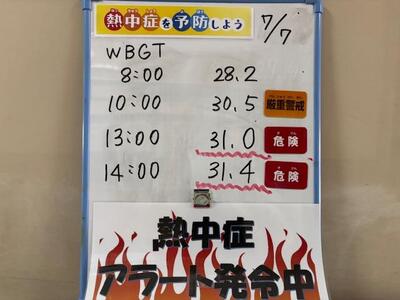 熱中症を予防しよう 7/7
WBGT
8:00 28.2
10:00 30.5 厳重警戒
13:00 31.0 危険
14:00 31.4 危険
熱中症
アラート発令中